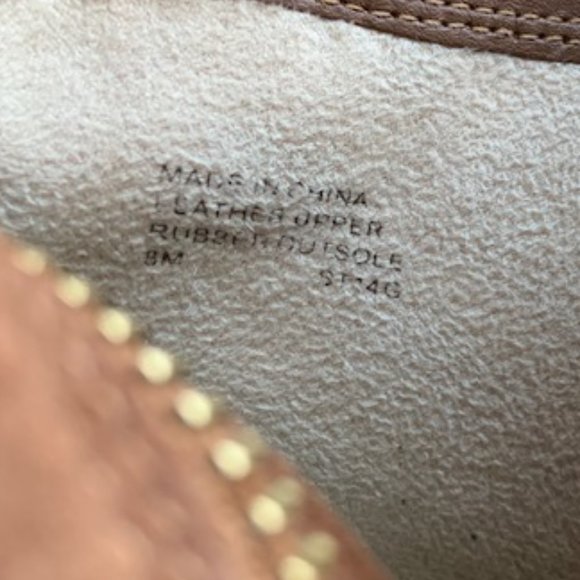 MADE IN CHINA
LEATHER UPPER
RUBBER OUTSOLE
8M ST14G